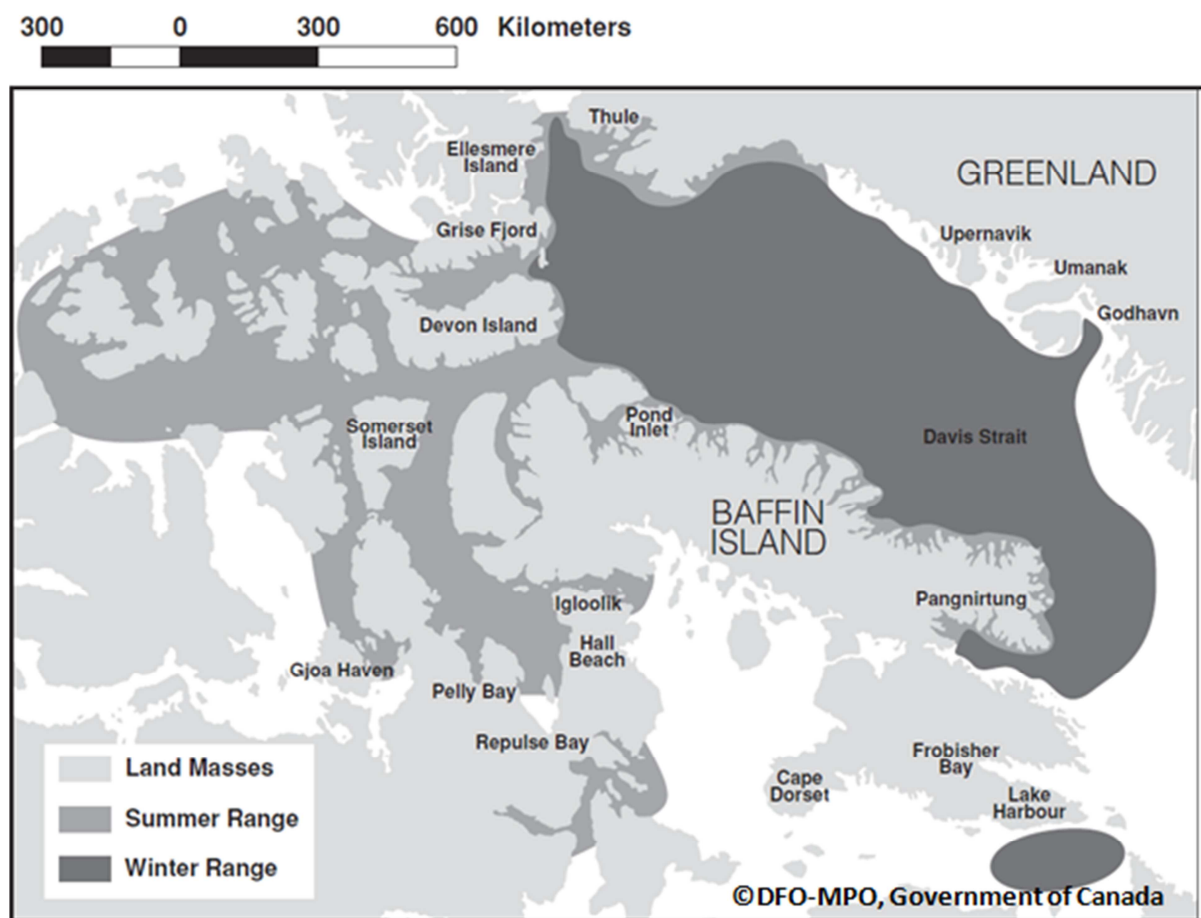 300 0 300 600 Kilometers
Thule
Ellesmere
Island
GREENLAND
Grise Fjord
Upernavik
Umanak
Godhavn
Devon Island
Somerset
Island
Pond
Inlet
Davis Strait
BAFFIN
ISLAND
Igloolik
Pangnirtung
Hall
Beach
Gjoa Haven
Pelly Bay
Repulse Bay
Frobisher
Bay
Cape
Dorset
Lake
Harbour
Land Masses
Summer Range
Winter Range
©DFO-MPO, Government of Canada